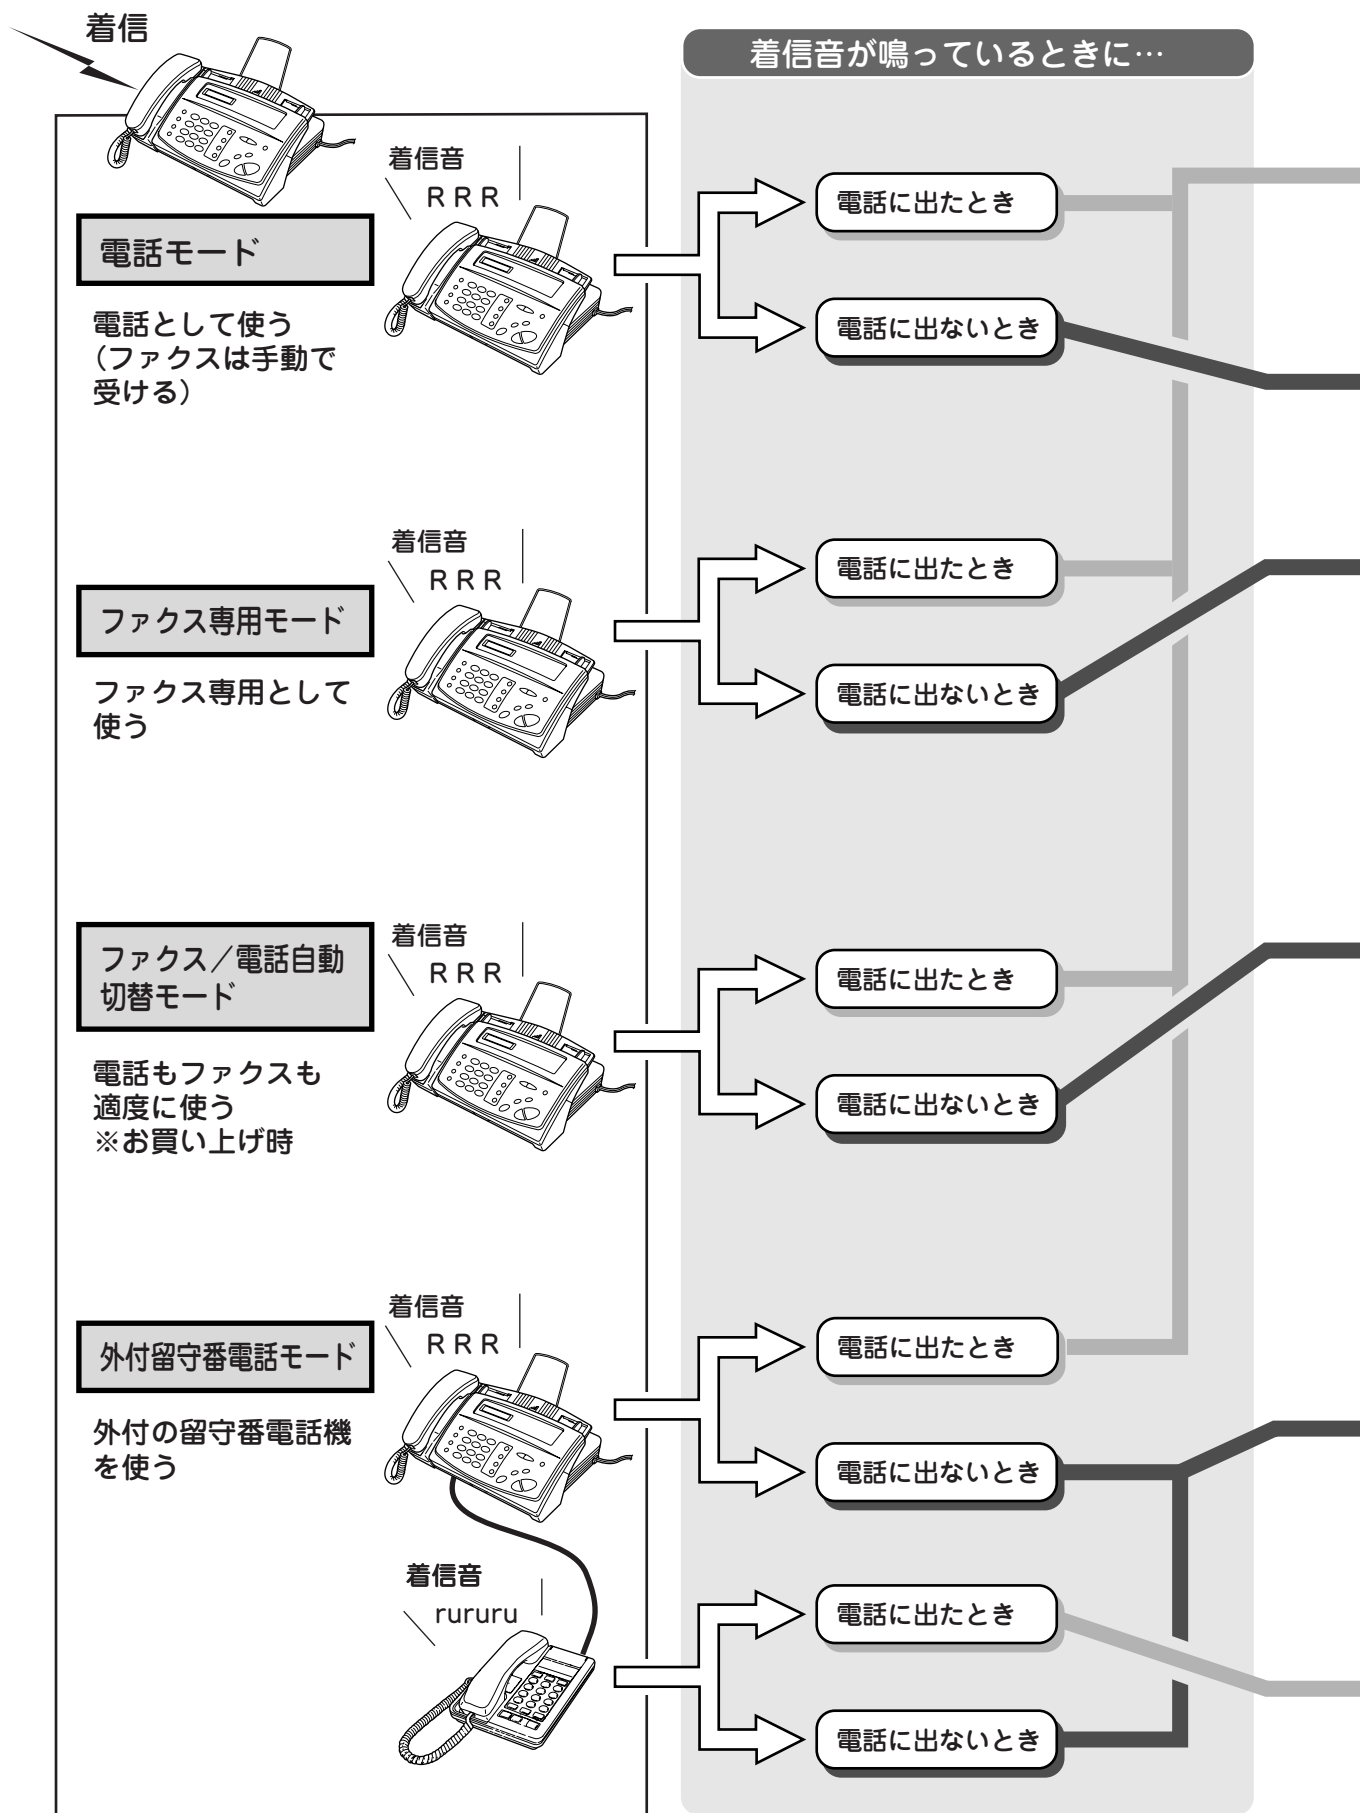 着信
着信音が鳴っているときに…
着信音
RRR
電話モード
電話として使う
（ファクスは手動で
受ける）
電話に出たとき
電話に出ないとき
着信音
RRR
ファクス専用モード
ファクス専用として
使う
電話に出たとき
電話に出ないとき
着信音
RRR
ファクス／電話自動
切替モード
電話もファクスも
適度に使う
※お買い上げ時
電話に出たとき
電話に出ないとき
着信音
RRR
外付留守番電話モード
外付の留守番電話機
を使う
電話に出たとき
電話に出ないとき
着信音
rururu
電話に出たとき
電話に出ないとき